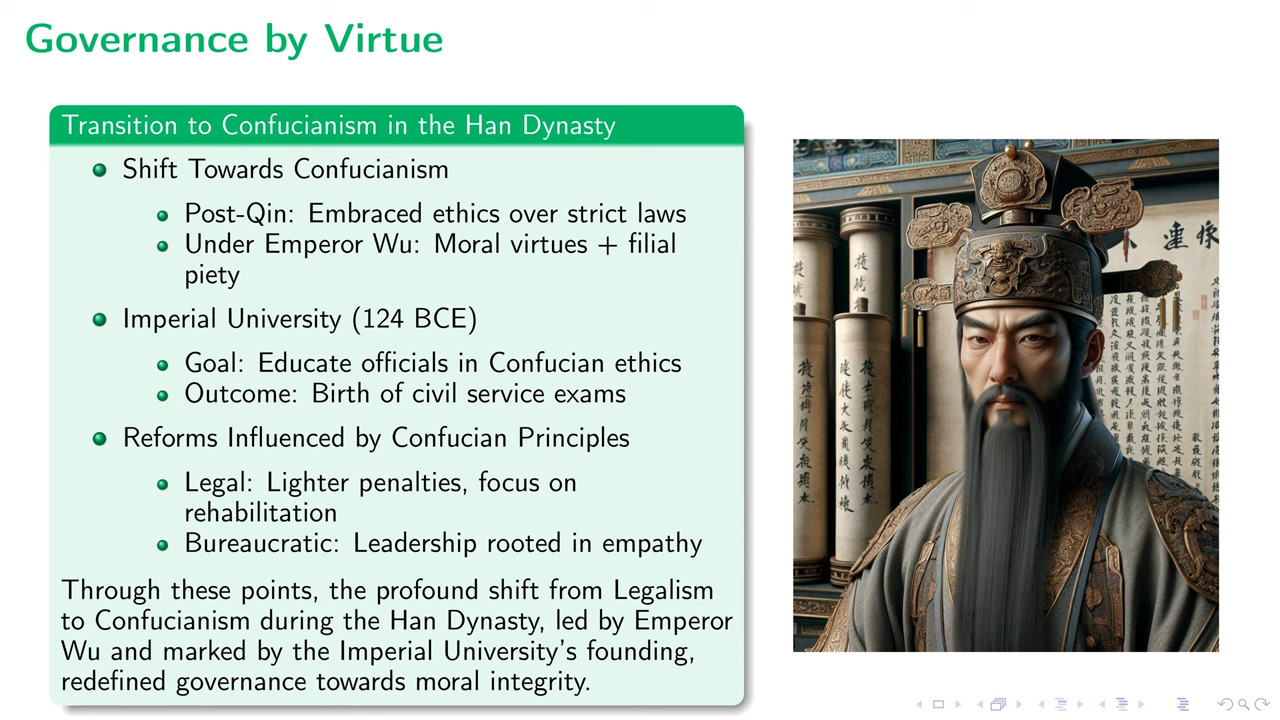 Governance by Virtue
Transition to Confucianism in the Han Dynasty
Shift Towards Confucianism
Post-Qin: Embraced ethics over strict laws
Under Emperor Wu: Moral virtues + filial
piety
Imperial University (124 BCE)
Goal: Educate officials in Confucian ethics
Outcome: Birth of civil service exams
Reforms Influenced by Confucian Principles
Legal: Lighter penalties, focus on
rehabilitation
Bureaucratic: Leadership rooted in empathy
Through these points, the profound shift from Legalism
to Confucianism during the Han Dynasty, led by Emperor
Wu and marked by the Imperial University's founding,
redefined governance towards moral integrity.